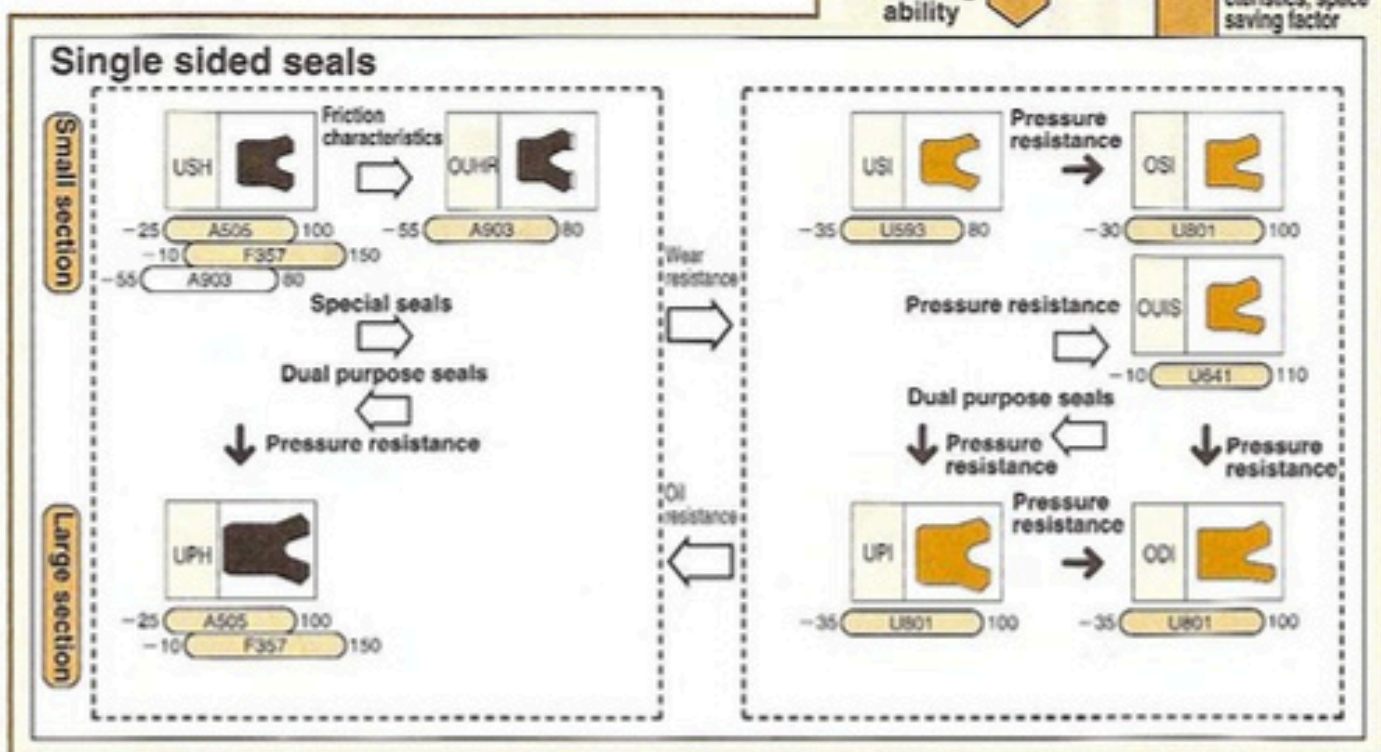 ability
cteristics, space
saving factor
Single sided seals
Small section
USH
Friction
characteristics
OUHR
-25 A505 100
-10 F357 150
-55 A903 80
-55 A903 80
Special seals
Dual purpose seals
Pressure resistance
Large section
UPH
-25 A505 100
-10 F357 150
Wear
resistance
Oil
resistance
USI
Pressure
resistance
OSI
-35 U593 80
-30 U801 100
Pressure resistance
OUIS
-10 U641 110
Dual purpose seals
Pressure
resistance
Pressure
resistance
UPI
Pressure
resistance
ODI
-35 U801 100
-35 U801 100